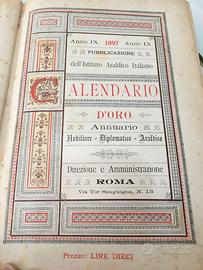 Anno IX 1897 Anno IX
PUBBLICAZIONE
dell'Istituto Araldico Italiano
CALENDARIO
D'ORO
Annuario
Nobiliare - Diplomatico - Araldico
Direzione e Amministrazione
ROMA
Via Tor Sanguigna, N. 13
Prezzo: LIRE DIECI